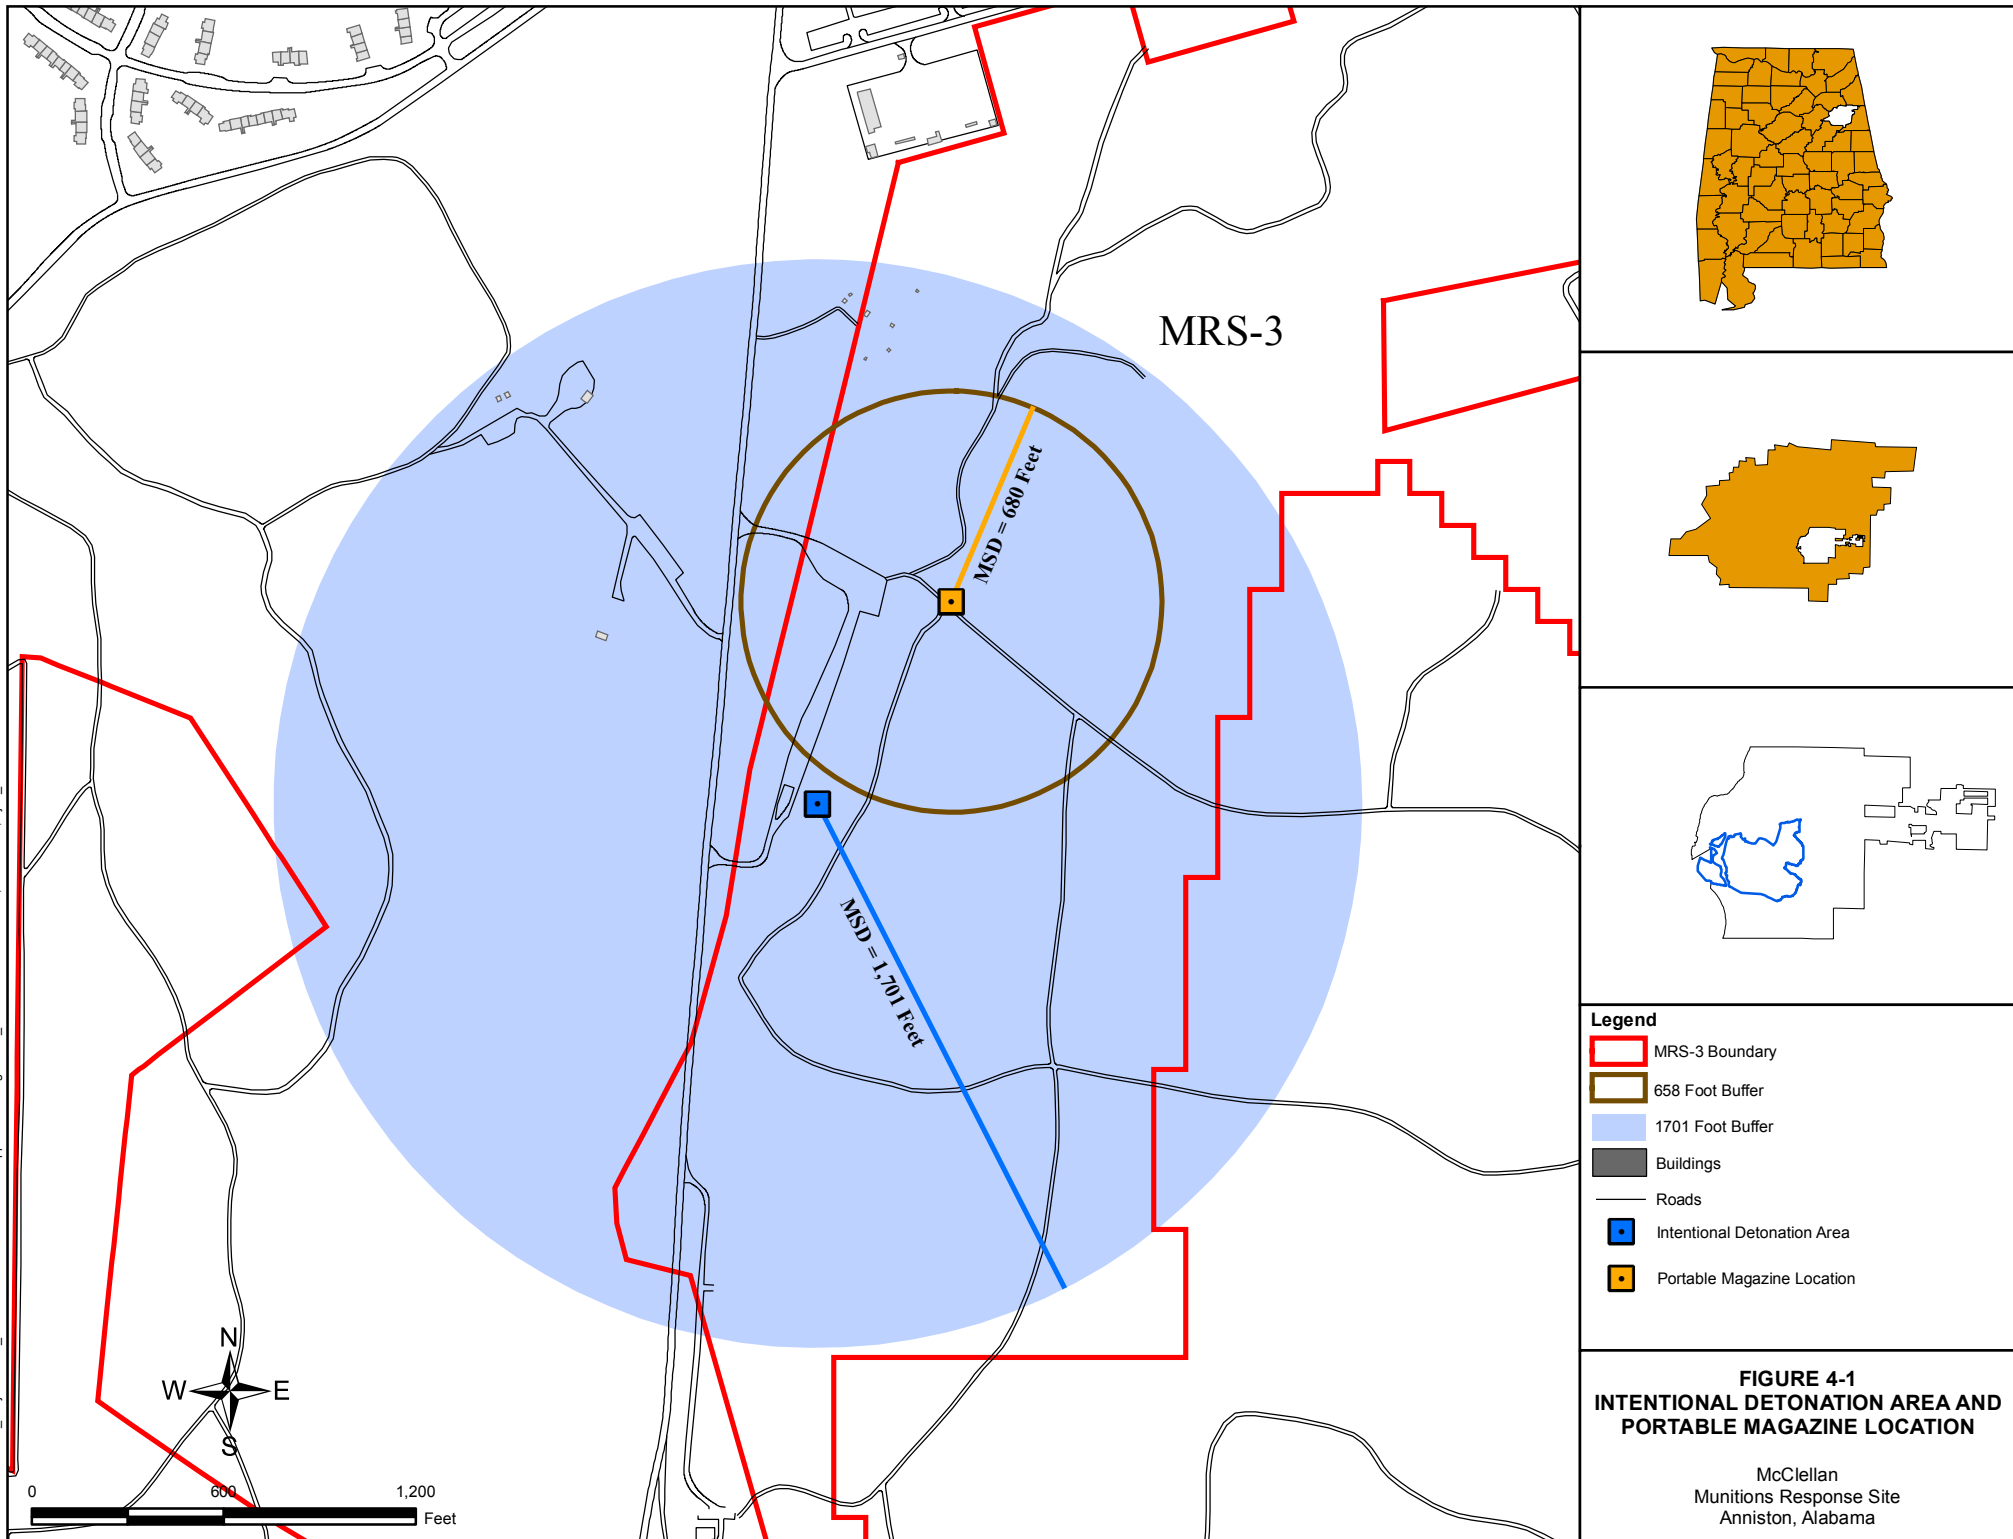 MRS-3
MSD = 680 Feet
MSD = 1,701 Feet
N
W E
S
0 600 1,200
Feet
Legend
MRS-3 Boundary
658 Foot Buffer
1701 Foot Buffer
Buildings
Roads
Intentional Detonation Area
Portable Magazine Location
FIGURE 4-1
INTENTIONAL DETONATION AREA AND
PORTABLE MAGAZINE LOCATION
McClellan
Munitions Response Site
Anniston, Alabama